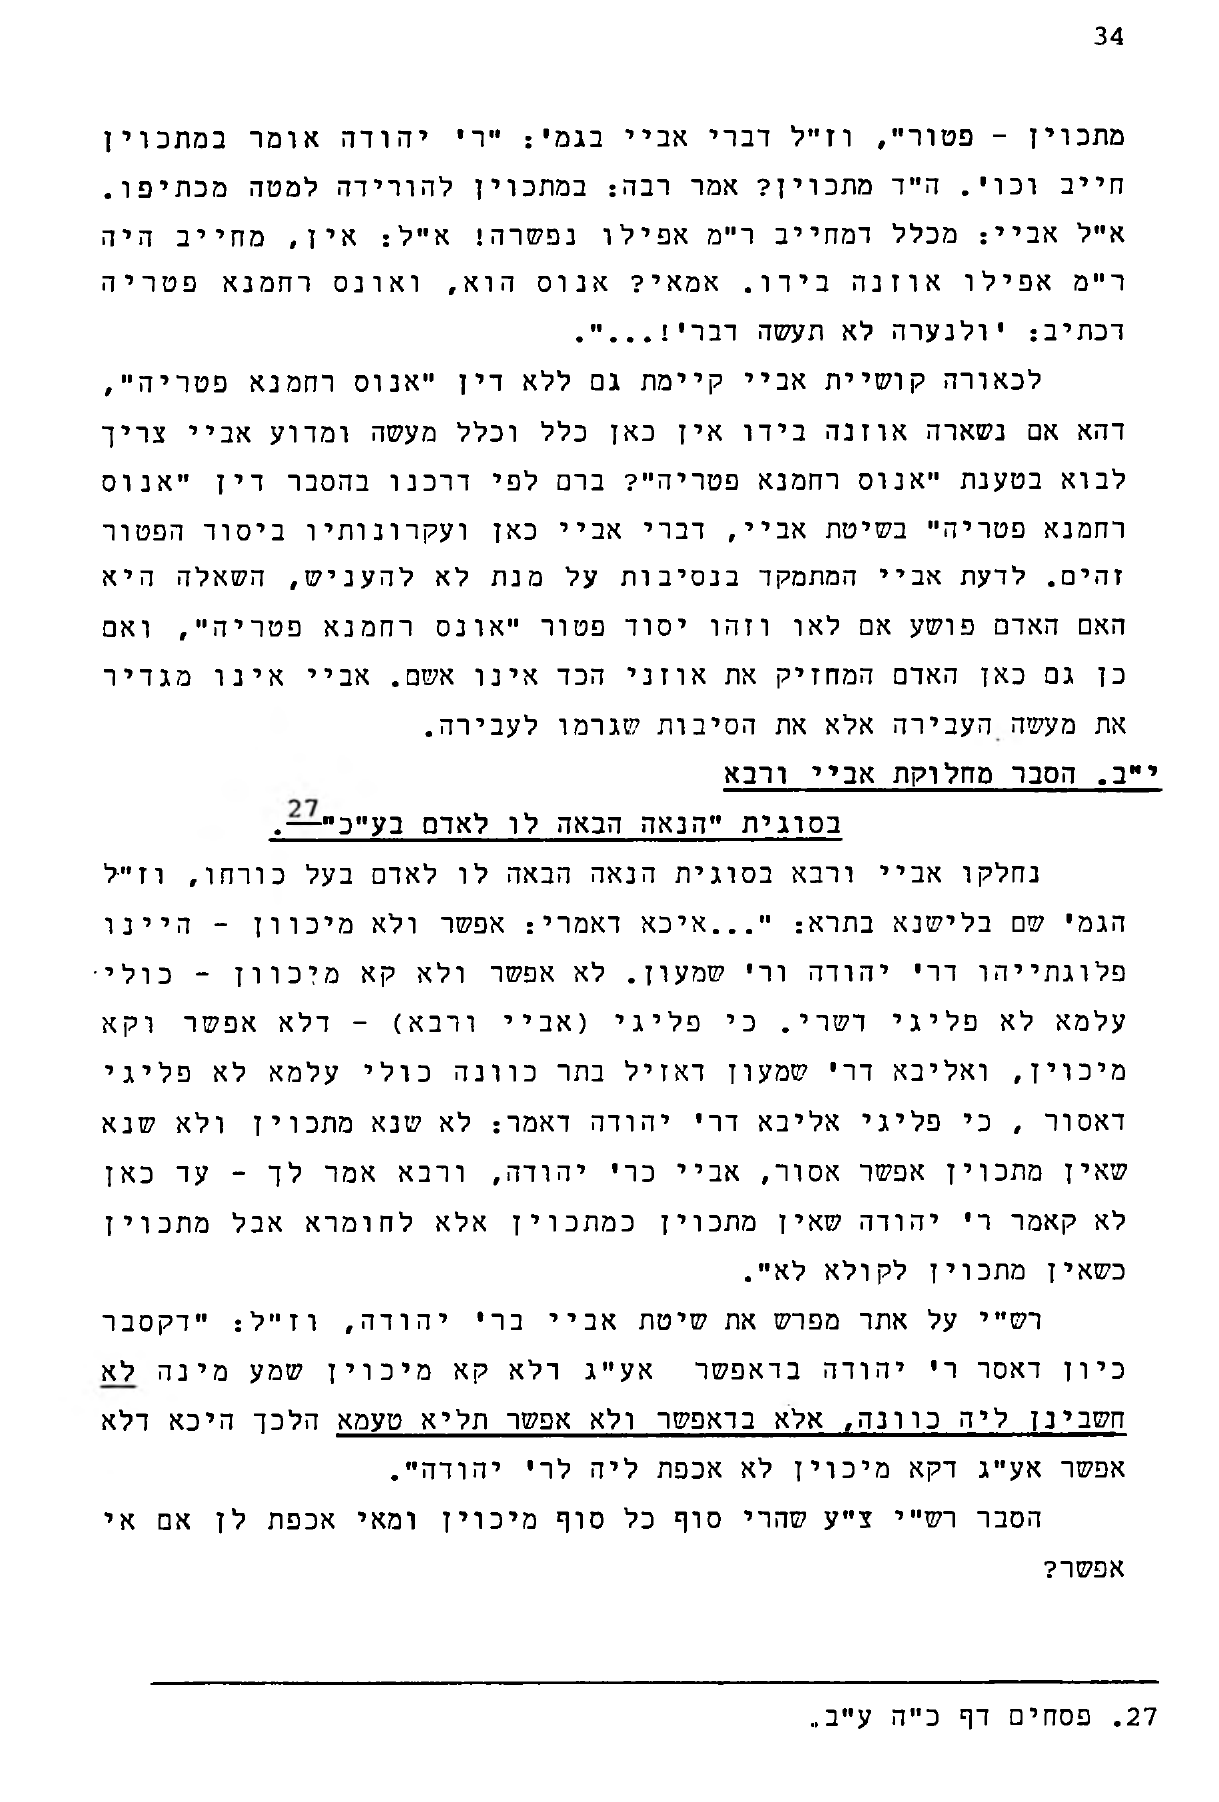 34
מתכוין - פטור", וז"ל דברי אביי בגמ': "ר' יהודה אומר במתכוין
חייב וכו'. ה"ד מתכוין? אמר רבה: במתכוין להורידה למטה מכתיפו.
א"ל אביי: מכלל דמחייב ר"מ אפילו נפשרה! א"ל: אין, מחייב היה
ר"מ אפילו אוזנה בידו. אמאי? אנוס הוא, ואונס רחמנא פטריה
דכתיב: 'ולנערה לא תעשה דבר'!...".
לכאורה קושיית אביי קיימת גם ללא דין "אנוס רחמנא פטריה",
דהא אם נשארה אוזנה בידו אין כאן כלל וכלל מעשה ומדוע אביי צריך
לבוא בטענת "אנוס רחמנא פטריה"? ברם לפי דרכנו בהסבר דין "אנוס
רחמנא פטריה" בשיטת אביי, דברי אביי כאן ועקרונותיו ביסוד הפטור
זהים. לדעת אביי המתמקד בנסיבות על מנת לא להעניש, השאלה היא
האם האדם פושע אם לאו וזהו יסוד פטור "אונס רחמנא פטריה", ואם
כן גם כאן האדם המחזיק את אוזני הכד אינו אשם. אביי אינו מגדיר
את מעשה העבירה אלא את הסיבות שגרמו לעבירה.
י"ב. הסבר מחלוקת אביי ורבא
בסוגית "הנאה הבאה לו לאדם בע"כ"27.
נחלקו אביי ורבא בסוגית הנאה הבאה לו לאדם בעל כורחו, וז"ל
הגמ' שם בלישנא בתרא: "...איכא דאמרי: אפשר ולא מיכוון - היינו
פלוגתייהו דר' יהודה ור' שמעון. לא אפשר ולא קא מיכוון - כולי
עלמא לא פליגי דשרי. כי פליגי (אביי ורבא) - דלא אפשר וקא
מיכוין, ואליבא דר' שמעון דאזיל בתר כוונה כולי עלמא לא פליגי
דאסור , כי פליגי אליבא דר' יהודה דאמר: לא שנא מתכוין ולא שנא
שאין מתכוין אפשר אסור, אביי כר' יהודה, ורבא אמר לך - עד כאן
לא קאמר ר' יהודה שאין מתכוין כמתכוין אלא לחומרא אבל מתכוין
כשאין מתכוין לקולא לא".
רש"י על אתר מפרש את שיטת אביי בר' יהודה, וז"ל: "דקסבר
כיון דאסר ר' יהודה בדאפשר אע"ג דלא קא מיכוין שמע מינה לא
חשבינן ליה כוונה, אלא בדאפשר ולא אפשר תליא טעמא הלכך היכא דלא
אפשר אע"ג דקא מיכוין לא אכפת ליה לר' יהודה".
הסבר רש"י צ"ע שהרי סוף כל סוף מיכוין ומאי אכפת לן אם אי
אפשר?
27. פסחים דף כ"ה ע"ב.